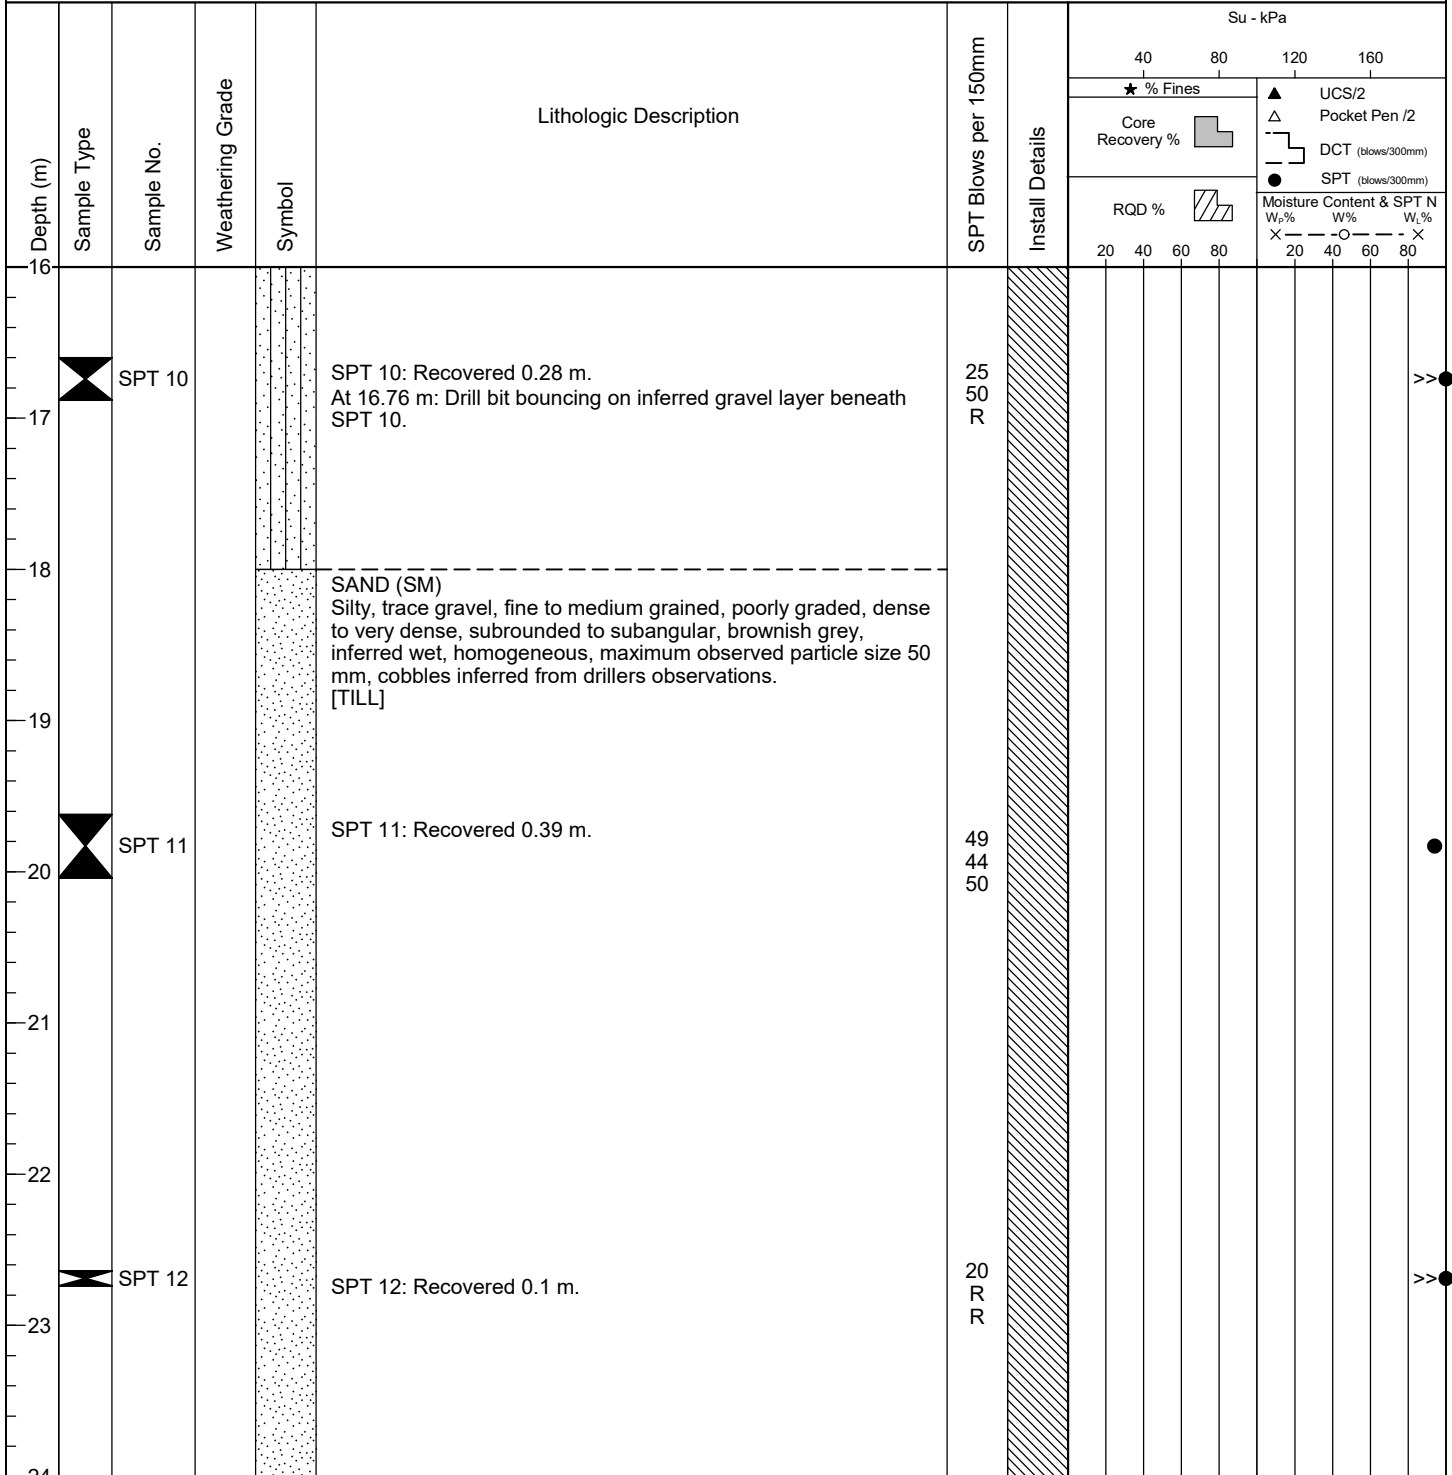 Depth (m)
Sample Type
Sample No.
Weathering Grade
Symbol
Lithologic Description
SPT Blows per 150mm
Install Details
Su - kPa
40 80 120 160
★ % Fines
Core
Recovery %
RQD %
▲ UCS/2
△ Pocket Pen /2
DCT (blows/300mm)
● SPT (blows/300mm)
Moisture Content & SPT N
WP% W% WL%
20 40 60 80 20 40 60 80
16
SPT 10
SPT 10: Recovered 0.28 m.
At 16.76 m: Drill bit bouncing on inferred gravel layer beneath
SPT 10.
25
50
R
>>
17
18
SAND (SM)
Silty, trace gravel, fine to medium grained, poorly graded, dense
to very dense, subrounded to subangular, brownish grey,
inferred wet, homogeneous, maximum observed particle size 50
mm, cobbles inferred from drillers observations.
[TILL]
19
SPT 11
SPT 11: Recovered 0.39 m.
49
44
50
20
21
22
SPT 12
SPT 12: Recovered 0.1 m.
20
R
R
>>
23
24